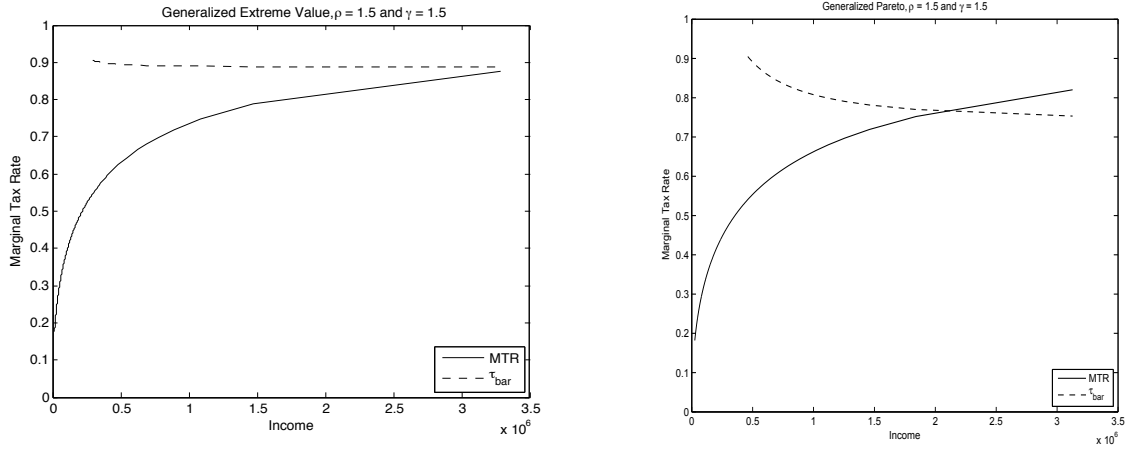 Generalized Extreme Value,ρ = 1.5 and γ = 1.5
1
0.9
0.8
0.7
0.6
0.5
0.4
0.3
0.2
0.1
0
Marginal Tax Rate
MTR
τbar
0 0.5 1 1.5 2 2.5 3 3.5
Income
x 10^6
Generalized Pareto,ρ = 1.5 and γ = 1.5
1
0.9
0.8
0.7
0.6
0.5
0.4
0.3
0.2
0.1
0
Marginal Tax Rate
MTR
τbar
0 0.5 1 1.5 2 2.5 3 3.5
Income
x 10^6